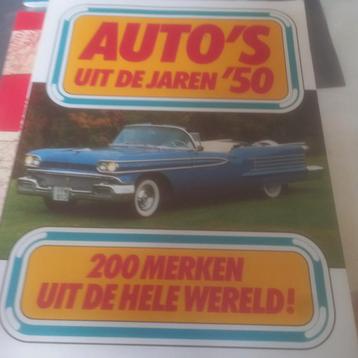 AUTO'S
UIT DE JAREN '50
200 MERKEN
UIT DE HELE WERELD!